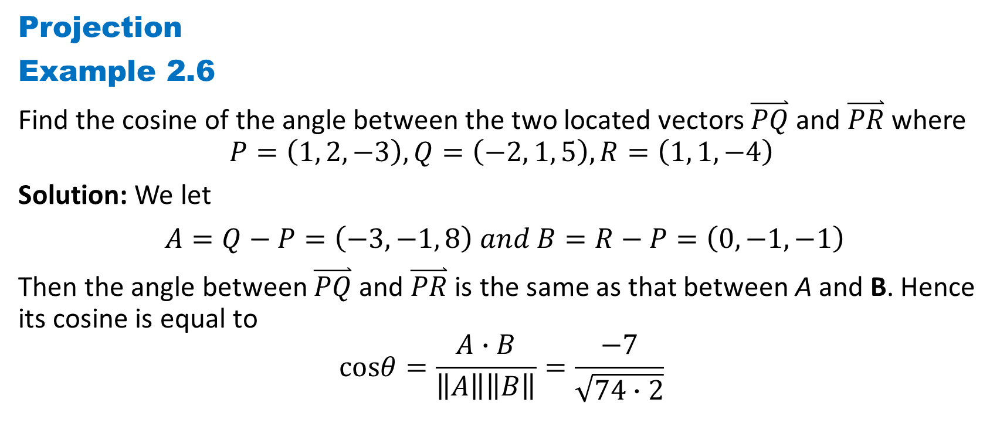 Projection
Example 2.6
Find the cosine of the angle between the two located vectors $\overrightarrow{PQ}$ and $\overrightarrow{PR}$ where
$P = (1, 2, -3), Q = (-2, 1, 5), R = (1, 1, -4)$
Solution: We let
$A = Q - P = (-3, -1, 8)$ and $B = R - P = (0, -1, -1)$
Then the angle between $\overrightarrow{PQ}$ and $\overrightarrow{PR}$ is the same as that between A and B. Hence
its cosine is equal to
$\cos\theta = \frac{A \cdot B}{\|A\|\|B\|} = \frac{-7}{\sqrt{74 \cdot 2}}$